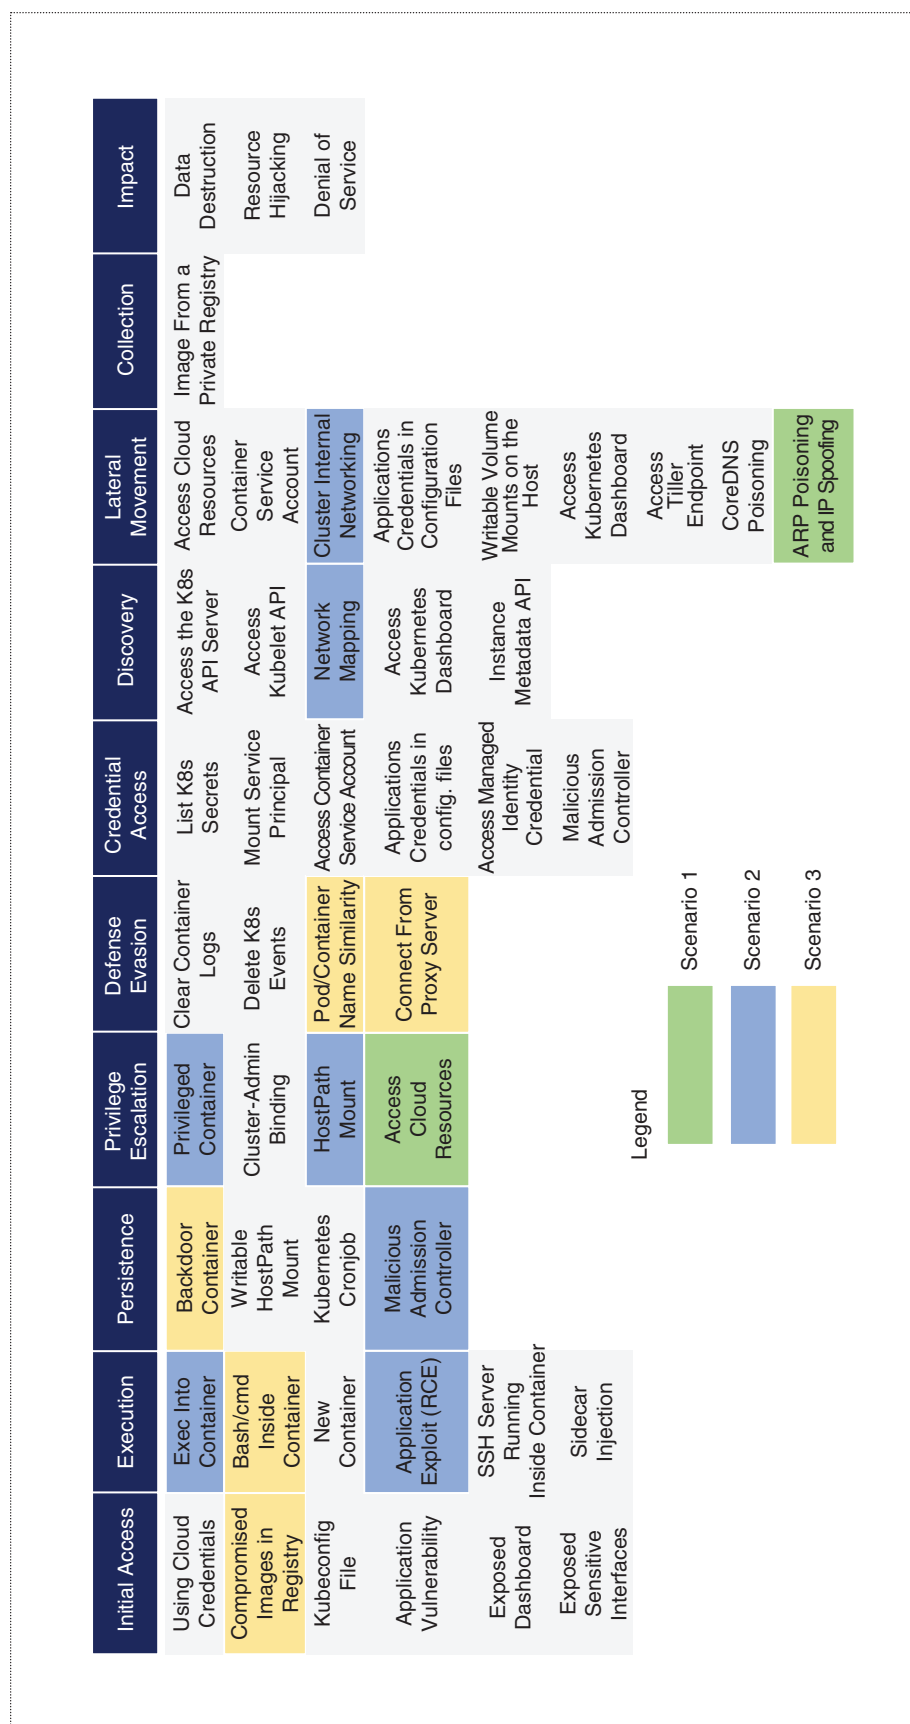 Initial Access
Execution
Persistence
Privilege
Escalation
Defense
Evasion
Credential
Access
Discovery
Lateral
Movement
Collection
Impact
Using Cloud
Credentials
Exec Into
Container
Backdoor
Container
Privileged
Container
Clear Container
Logs
List K8s
Secrets
Access the K8s
API Server
Access Cloud
Resources
Image From a
Private Registry
Data
Destruction
Compromised
Images in
Registry
Bash/cmd
Inside
Container
Writable
HostPath
Mount
Cluster-Admin
Binding
Delete K8s
Events
Mount Service
Principal
Access
Kubelet API
Container
Service
Account
Resource
Hijacking
Kubeconfig
File
New
Container
Kubernetes
Cronjob
HostPath
Mount
Pod/Container
Name Similarity
Access Container
Service Account
Network
Mapping
Cluster Internal
Networking
Denial of
Service
Application
Vulnerability
Application
Exploit (RCE)
Malicious
Admission
Controller
Access
Cloud
Resources
Connect From
Proxy Server
Applications
Credentials in
config. files
Access
Kubernetes
Dashboard
Applications
Credentials in
Configuration
Files
Exposed
Dashboard
SSH Server
Running
Inside Container
Access Managed
Identity
Credential
Instance
Metadata API
Writable Volume
Mounts on the
Host
Exposed
Sensitive
Interfaces
Sidecar
Injection
Malicious
Admission
Controller
Access
Kubernetes
Dashboard
Access
Tiller
Endpoint
CoreDNS
Poisoning
ARP Poisoning
and IP Spoofing
Legend
Scenario 1
Scenario 2
Scenario 3